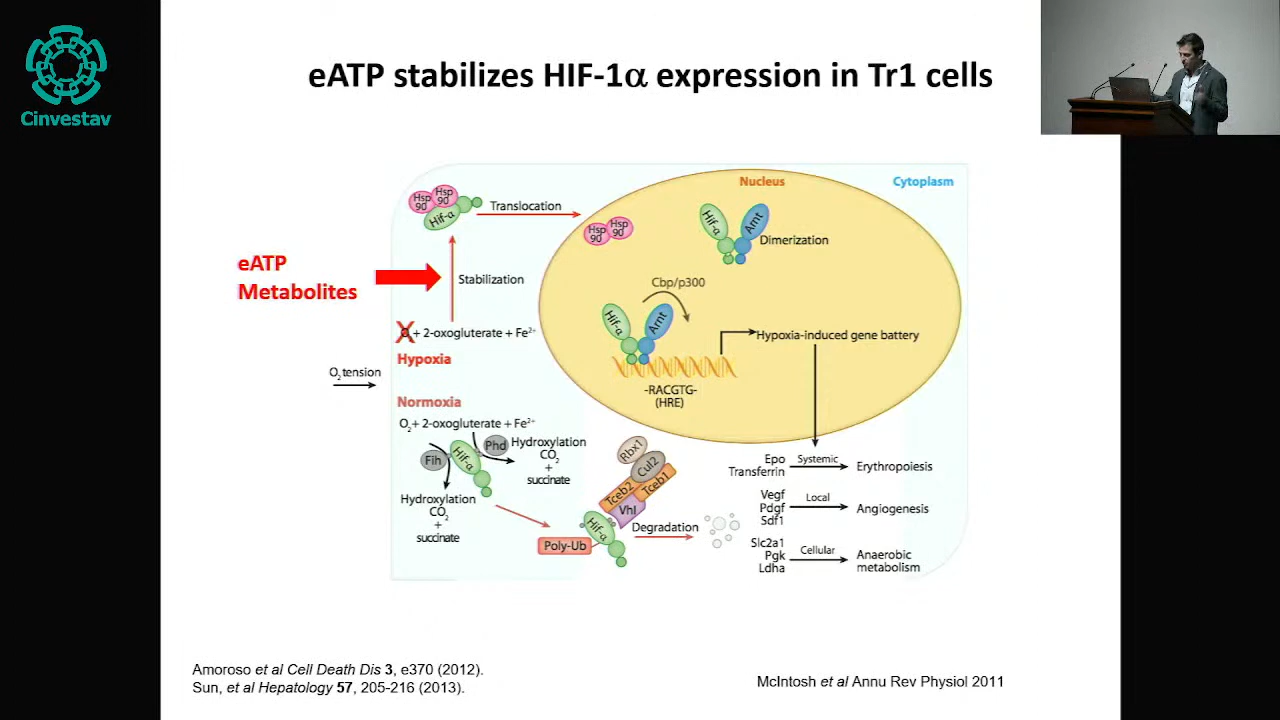 Cinvestav
eATP stabilizes HIF-1α expression in Tr1 cells
Nucleus
Cytoplasm
Hsp
90
Hsp
90
Hif-α
Translocation
Hsp
90
Hsp
90
Hif-α
Arnt
Dimerization
eATP
Metabolites
Stabilization
Cbp/p300
Hif-α
Arnt
X + 2-oxogluterate + Fe²⁺
Hypoxia
Hypoxia-induced gene battery
O₂ tension
-RACGTG-
(HRE)
Normoxia
O₂ + 2-oxogluterate + Fe²⁺
Fih
Hif-α
Phd
Hydroxylation
CO₂
+
succinate
Hydroxylation
CO₂
+
succinate
Rbx1
Cul2
Tceb2
Tceb1
Vhl
Hif-α
Poly-Ub
Degradation
Epo
Transferrin
Systemic
Erythropoiesis
Vegf
Pdgf
Sdf1
Local
Angiogenesis
Slc2a1
Pgk
Ldha
Cellular
Anaerobic
metabolism
Amoroso et al Cell Death Dis 3, e370 (2012).
Sun, et al Hepatology 57, 205-216 (2013).
McIntosh et al Annu Rev Physiol 2011